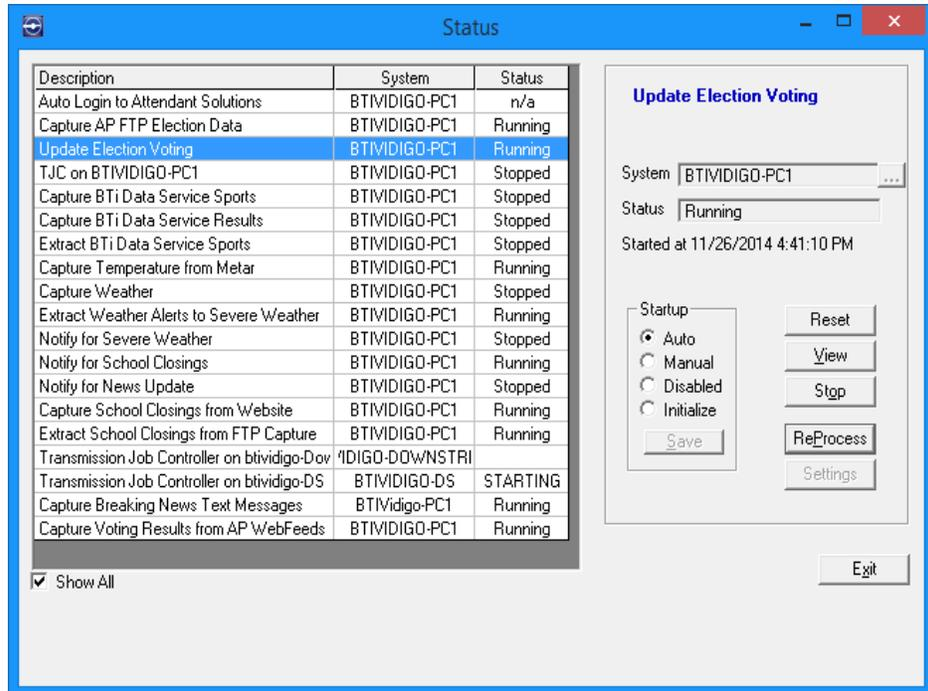 Status
Description System Status
Auto Login to Attendant Solutions BTIVIDIGO-PC1 n/a
Capture AP FTP Election Data BTIVIDIGO-PC1 Running
Update Election Voting BTIVIDIGO-PC1 Running
TJC on BTIVIDIGO-PC1 BTIVIDIGO-PC1 Stopped
Capture BTi Data Service Sports BTIVIDIGO-PC1 Stopped
Capture BTi Data Service Results BTIVIDIGO-PC1 Stopped
Extract BTi Data Service Sports BTIVIDIGO-PC1 Stopped
Capture Temperature from Metar BTIVIDIGO-PC1 Running
Capture Weather BTIVIDIGO-PC1 Stopped
Extract Weather Alerts to Severe Weather BTIVIDIGO-PC1 Running
Notify for Severe Weather BTIVIDIGO-PC1 Stopped
Notify for School Closings BTIVIDIGO-PC1 Running
Notify for News Update BTIVIDIGO-PC1 Stopped
Capture School Closings from Website BTIVIDIGO-PC1 Running
Extract School Closings from FTP Capture BTIVIDIGO-PC1 Running
Transmission Job Controller on btividigo-Dov VIDIGO-DOWNSTRI
Transmission Job Controller on btividigo-DS BTIVIDIGO-DS STARTING
Capture Breaking News Text Messages BTIVidigo-PC1 Running
Capture Voting Results from AP WebFeeds BTIVIDIGO-PC1 Running
Show All
Update Election Voting
System BTIVIDIGO-PC1 ...
Status Running
Started at 11/26/2014 4:41:10 PM
Startup
Auto
Manual
Disabled
Initialize
Save
Reset
View
Stop
ReProcess
Settings
Exit